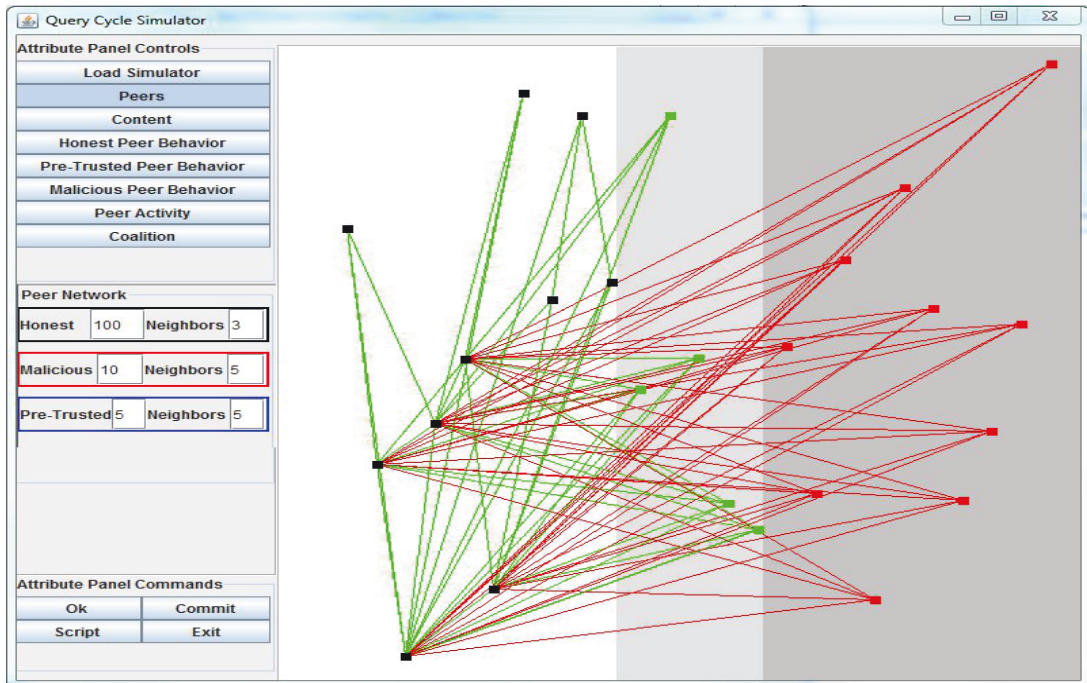 Query Cycle Simulator
Attribute Panel Controls
Load Simulator
Peers
Content
Honest Peer Behavior
Pre-Trusted Peer Behavior
Malicious Peer Behavior
Peer Activity
Coalition
Peer Network
Honest 100 Neighbors 3
Malicious 10 Neighbors 5
Pre-Trusted 5 Neighbors 5
Attribute Panel Commands
Ok Commit
Script Exit